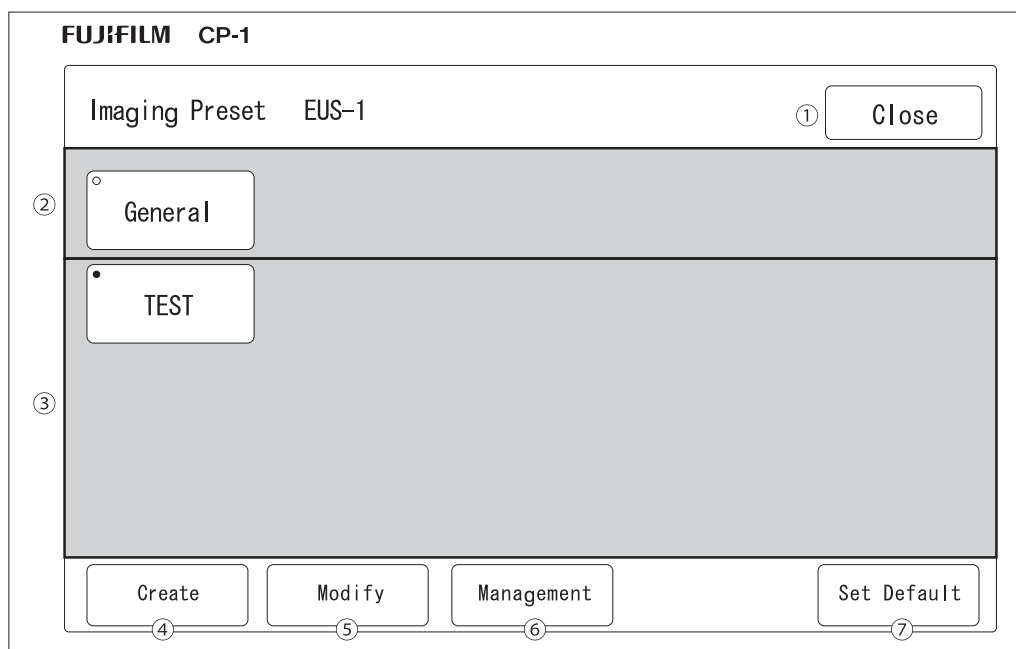 FUJIFILM CP-1
Imaging Preset EUS-1
① Close
② General
TEST
③
Create Modify Management Set Default
④ ⑤ ⑥ ⑦